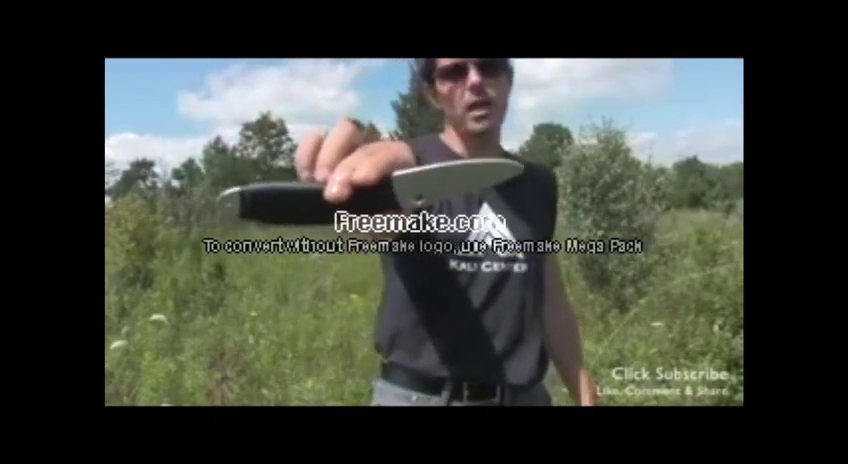 Freemake.com
To convert without Freemake logo, use Freemake Mega Pack
KALI CENTER
Click Subscribe
Like, Comment & Share